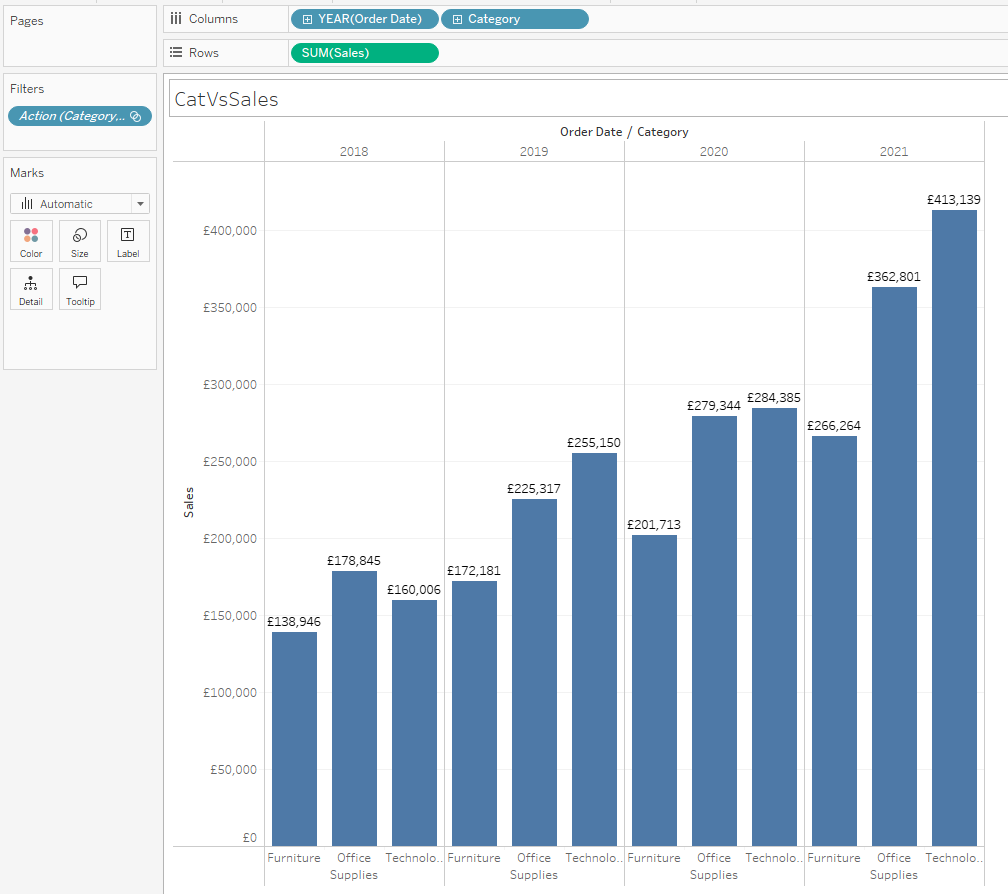 Pages
Columns
YEAR(Order Date)
Category
Rows
SUM(Sales)
Filters
Action (Category,..
Marks
Automatic
Color
Size
Label
Detail
Tooltip
CatVsSales
Order Date / Category
2018 2019 2020 2021
£400,000
£350,000
£300,000
£250,000
£200,000
£150,000
£100,000
£50,000
£0
Sales
£138,946
£178,845
£160,006
£172,181
£225,317
£255,150
£201,713
£279,344
£284,385
£266,264
£362,801
£413,139
Furniture
Office
Supplies
Technolo..
Furniture
Office
Supplies
Technolo..
Furniture
Office
Supplies
Technolo..
Furniture
Office
Supplies
Technolo..